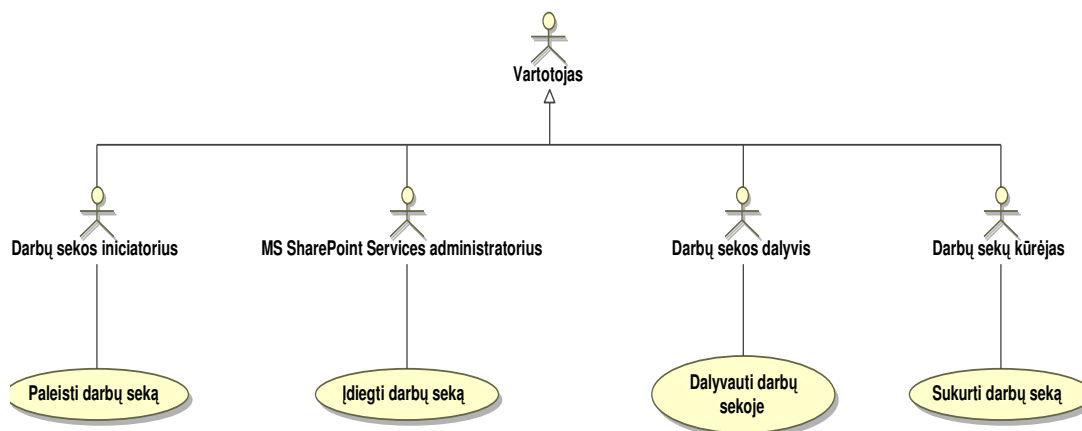 Vartotojas
Darbų sekos iniciatorius
MS SharePoint Services administratorius
Darbų sekos dalyvis
Darbų sekų kūrėjas
Paleisti darbų seką
Įdiegti darbų seką
Dalyvauti darbų
sekoje
Sukurti darbų seką